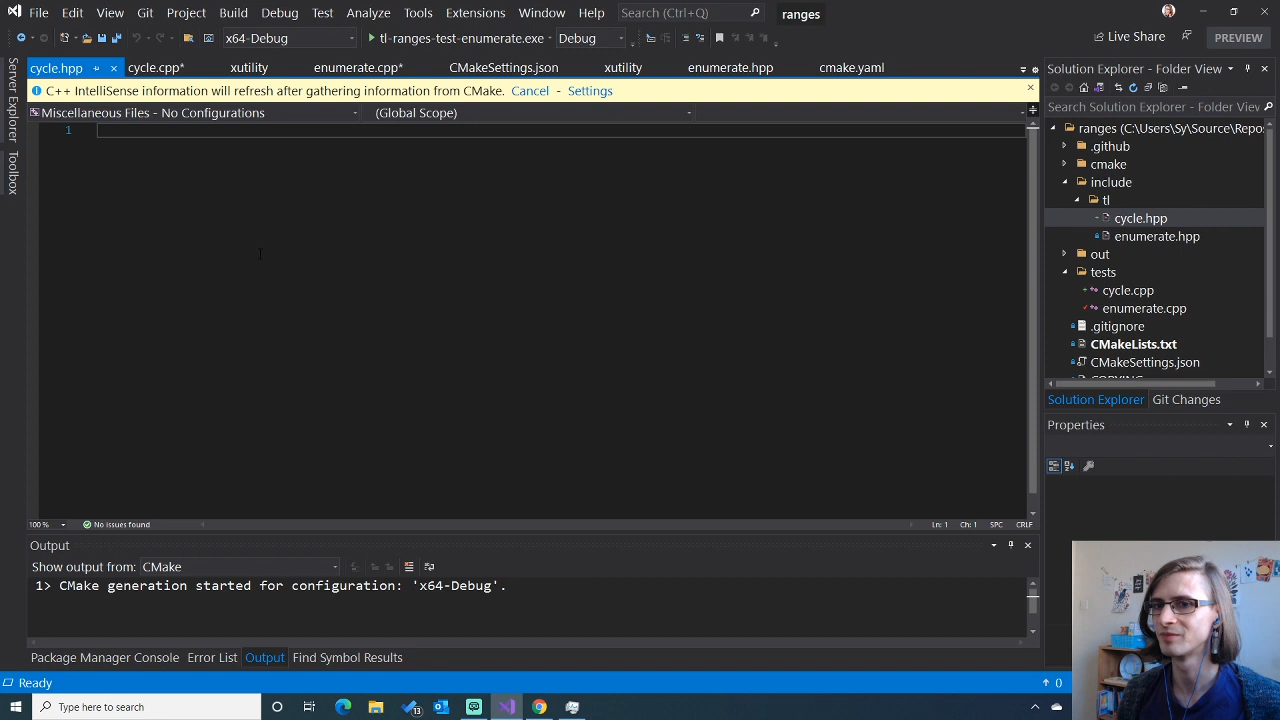 File Edit View Git Project Build Debug Test Analyze Tools Extensions Window Help Search (Ctrl+Q) ranges
x64-Debug tl-ranges-test-enumerate.exe Debug Live Share PREVIEW
cycle.hpp cycle.cpp* xutility enumerate.cpp* CMakeSettings.json xutility enumerate.hpp cmake.yaml
C++ IntelliSense information will refresh after gathering information from CMake. Cancel - Settings
Miscellaneous Files - No Configurations (Global Scope)
1
Server Explorer
Toolbox
Solution Explorer - Folder View
Search Solution Explorer - Folder View
ranges (C:\Users\Sy\Source\Repo
.github
cmake
include
tl
cycle.hpp
enumerate.hpp
out
tests
cycle.cpp
enumerate.cpp
.gitignore
CMakeLists.txt
CMakeSettings.json
Solution Explorer Git Changes
Properties
100 % No issues found Ln: 1 Ch: 1 SPC CRLF
Output
Show output from: CMake
1> CMake generation started for configuration: 'x64-Debug'.
Package Manager Console Error List Output Find Symbol Results
Ready 0
Type here to search 13